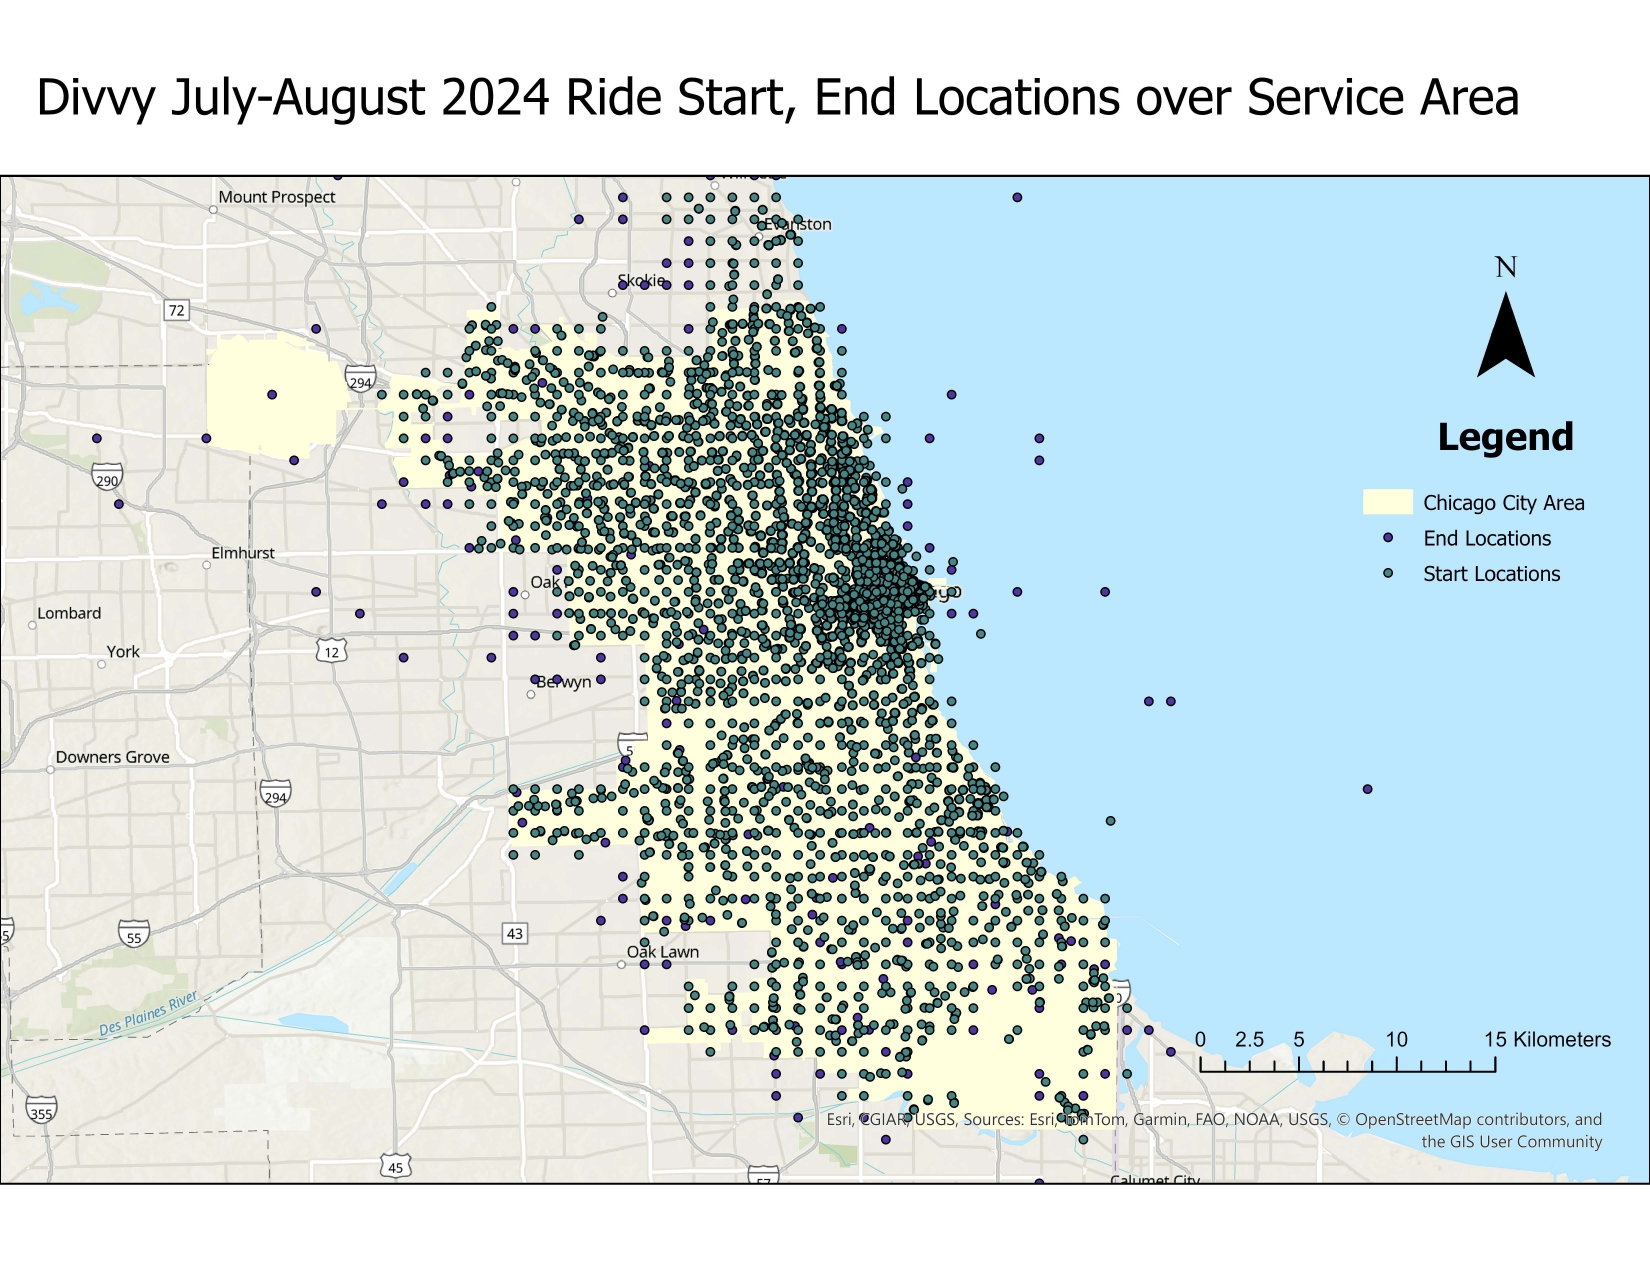 Divvy July-August 2024 Ride Start, End Locations over Service Area
Mount Prospect
Evanston
Skokie
72
294
290
Elmhurst
Oak
Lombard
York
12
Berwyn
5
Downers Grove
294
43
55
Oak Lawn
Des Plaines River
355
45
57
Calumet City
N
Legend
Chicago City Area
End Locations
Start Locations
0 2.5 5 10 15 Kilometers
Esri, CGIAR, USGS, Sources: Esri, TomTom, Garmin, FAO, NOAA, USGS, © OpenStreetMap contributors, and
the GIS User Community